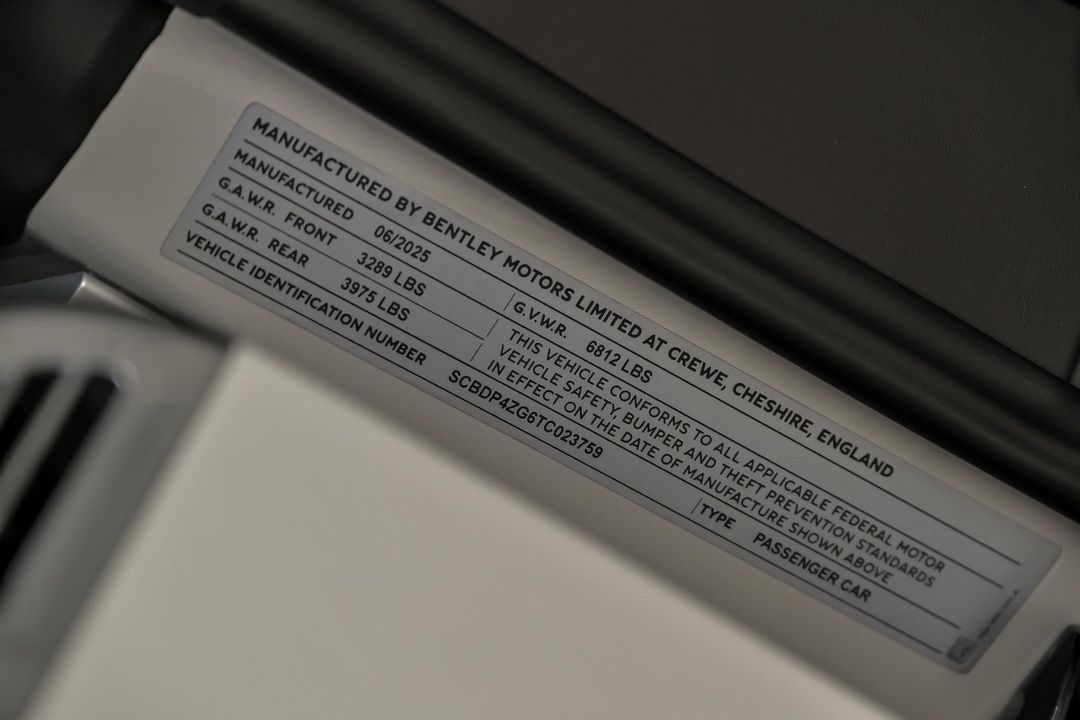 MANUFACTURED BY BENTLEY MOTORS LIMITED AT CREWE, CHESHIRE, ENGLAND
MANUFACTURED 06/2025
G.A.W.R. FRONT 3289 LBS G.V.W.R. 6812 LBS
G.A.W.R. REAR 3975 LBS
THIS VEHICLE CONFORMS TO ALL APPLICABLE FEDERAL MOTOR
VEHICLE SAFETY, BUMPER AND THEFT PREVENTION STANDARDS
IN EFFECT ON THE DATE OF MANUFACTURE SHOWN ABOVE
VEHICLE IDENTIFICATION NUMBER SCBDP4ZG6TC023759 TYPE PASSENGER CAR